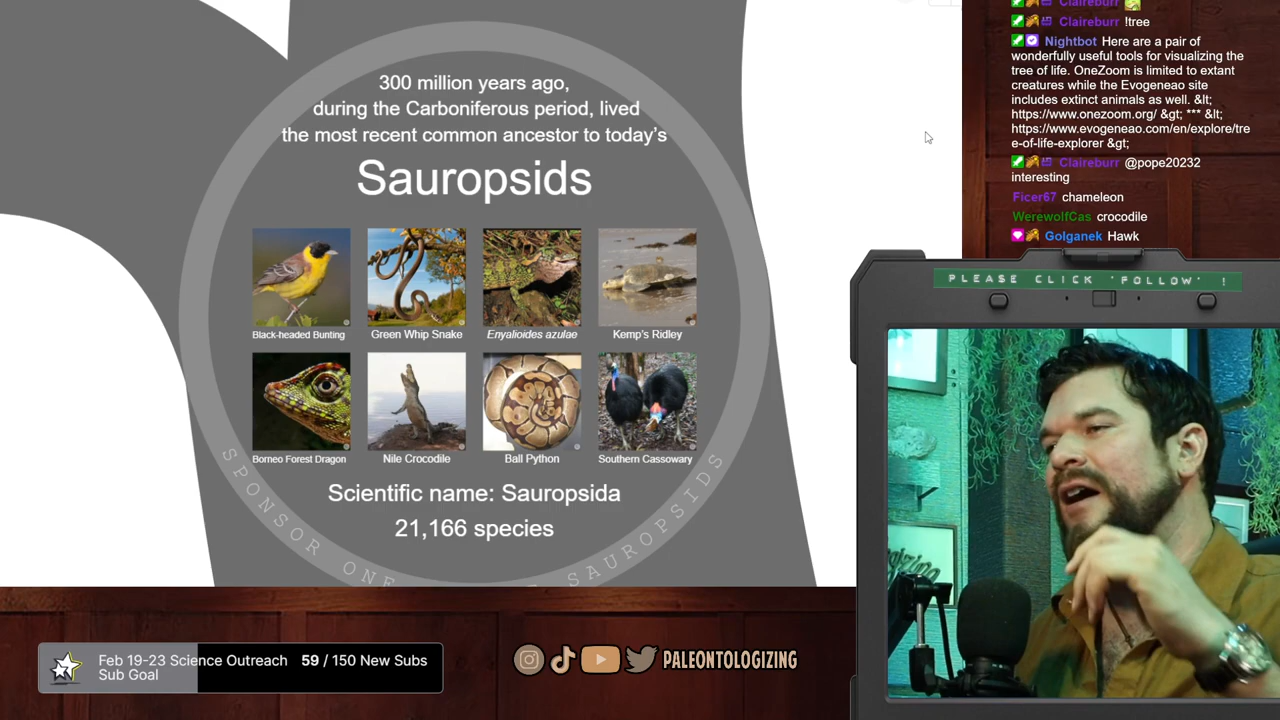 300 million years ago,
during the Carboniferous period, lived
the most recent common ancestor to today's
Sauropsids
Black-headed Bunting
Green Whip Snake
Enyalioides azulae
Kemp's Ridley
Borneo Forest Dragon
Nile Crocodile
Ball Python
Southern Cassowary
Scientific name: Sauropsida
21,166 species
SPONSOR ONE
SAUROPSIDS
Claireburr
Claireburr !tree
Nightbot Here are a pair of
wonderfully useful tools for visualizing the
tree of life. OneZoom is limited to extant
creatures while the Evogeneao site
includes extinct animals as well. &lt;
https://www.onezoom.org/ &gt; *** &lt;
https://www.evogeneao.com/en/explore/tre
e-of-life-explorer &gt;
Claireburr @pope20232
interesting
Ficer67 chameleon
WerewolfCas crocodile
Golganek Hawk
PLEASE CLICK 'FOLLOW' !
Feb 19-23 Science Outreach 59 / 150 New Subs
Sub Goal
PALEONTOLOGIZING